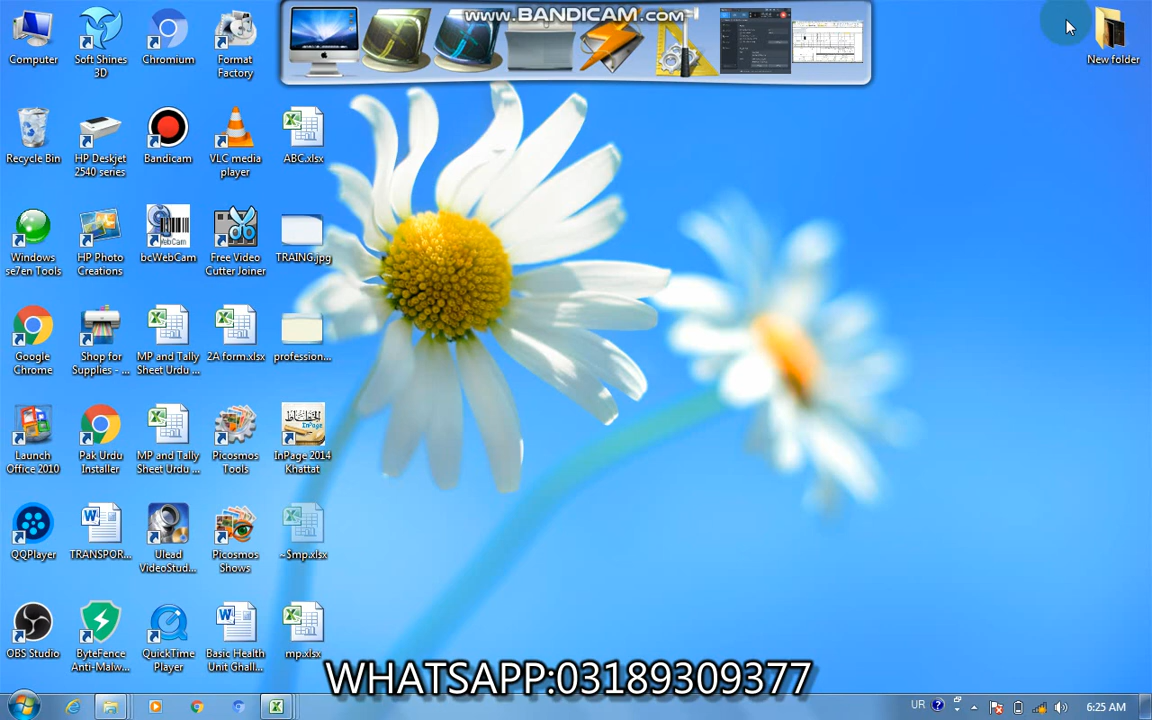 www.BANDICAM.com
Computer
Soft Shines 3D
Chromium
Format Factory
New folder
Recycle Bin
HP Deskjet 2540 series
Bandicam
VLC media player
ABC.xlsx
Windows se7en Tools
HP Photo Creations
bcWebCam
Free Video Cutter Joiner
TRAING.jpg
Google Chrome
Shop for Supplies - ...
MP and Tally Sheet Urdu ...
2A form.xlsx
profession...
Launch Office 2010
Pak Urdu Installer
MP and Tally Sheet Urdu ...
Picosmos Tools
InPage 2014 Khattat
QQPlayer
TRANSPOR...
Ulead VideoStud...
Picosmos Shows
~$mp.xlsx
OBS Studio
ByteFence Anti-Malw...
QuickTime Player
Basic Health Unit Ghall...
mp.xlsx
WHATSAPP:03189309377
UR
6:25 AM